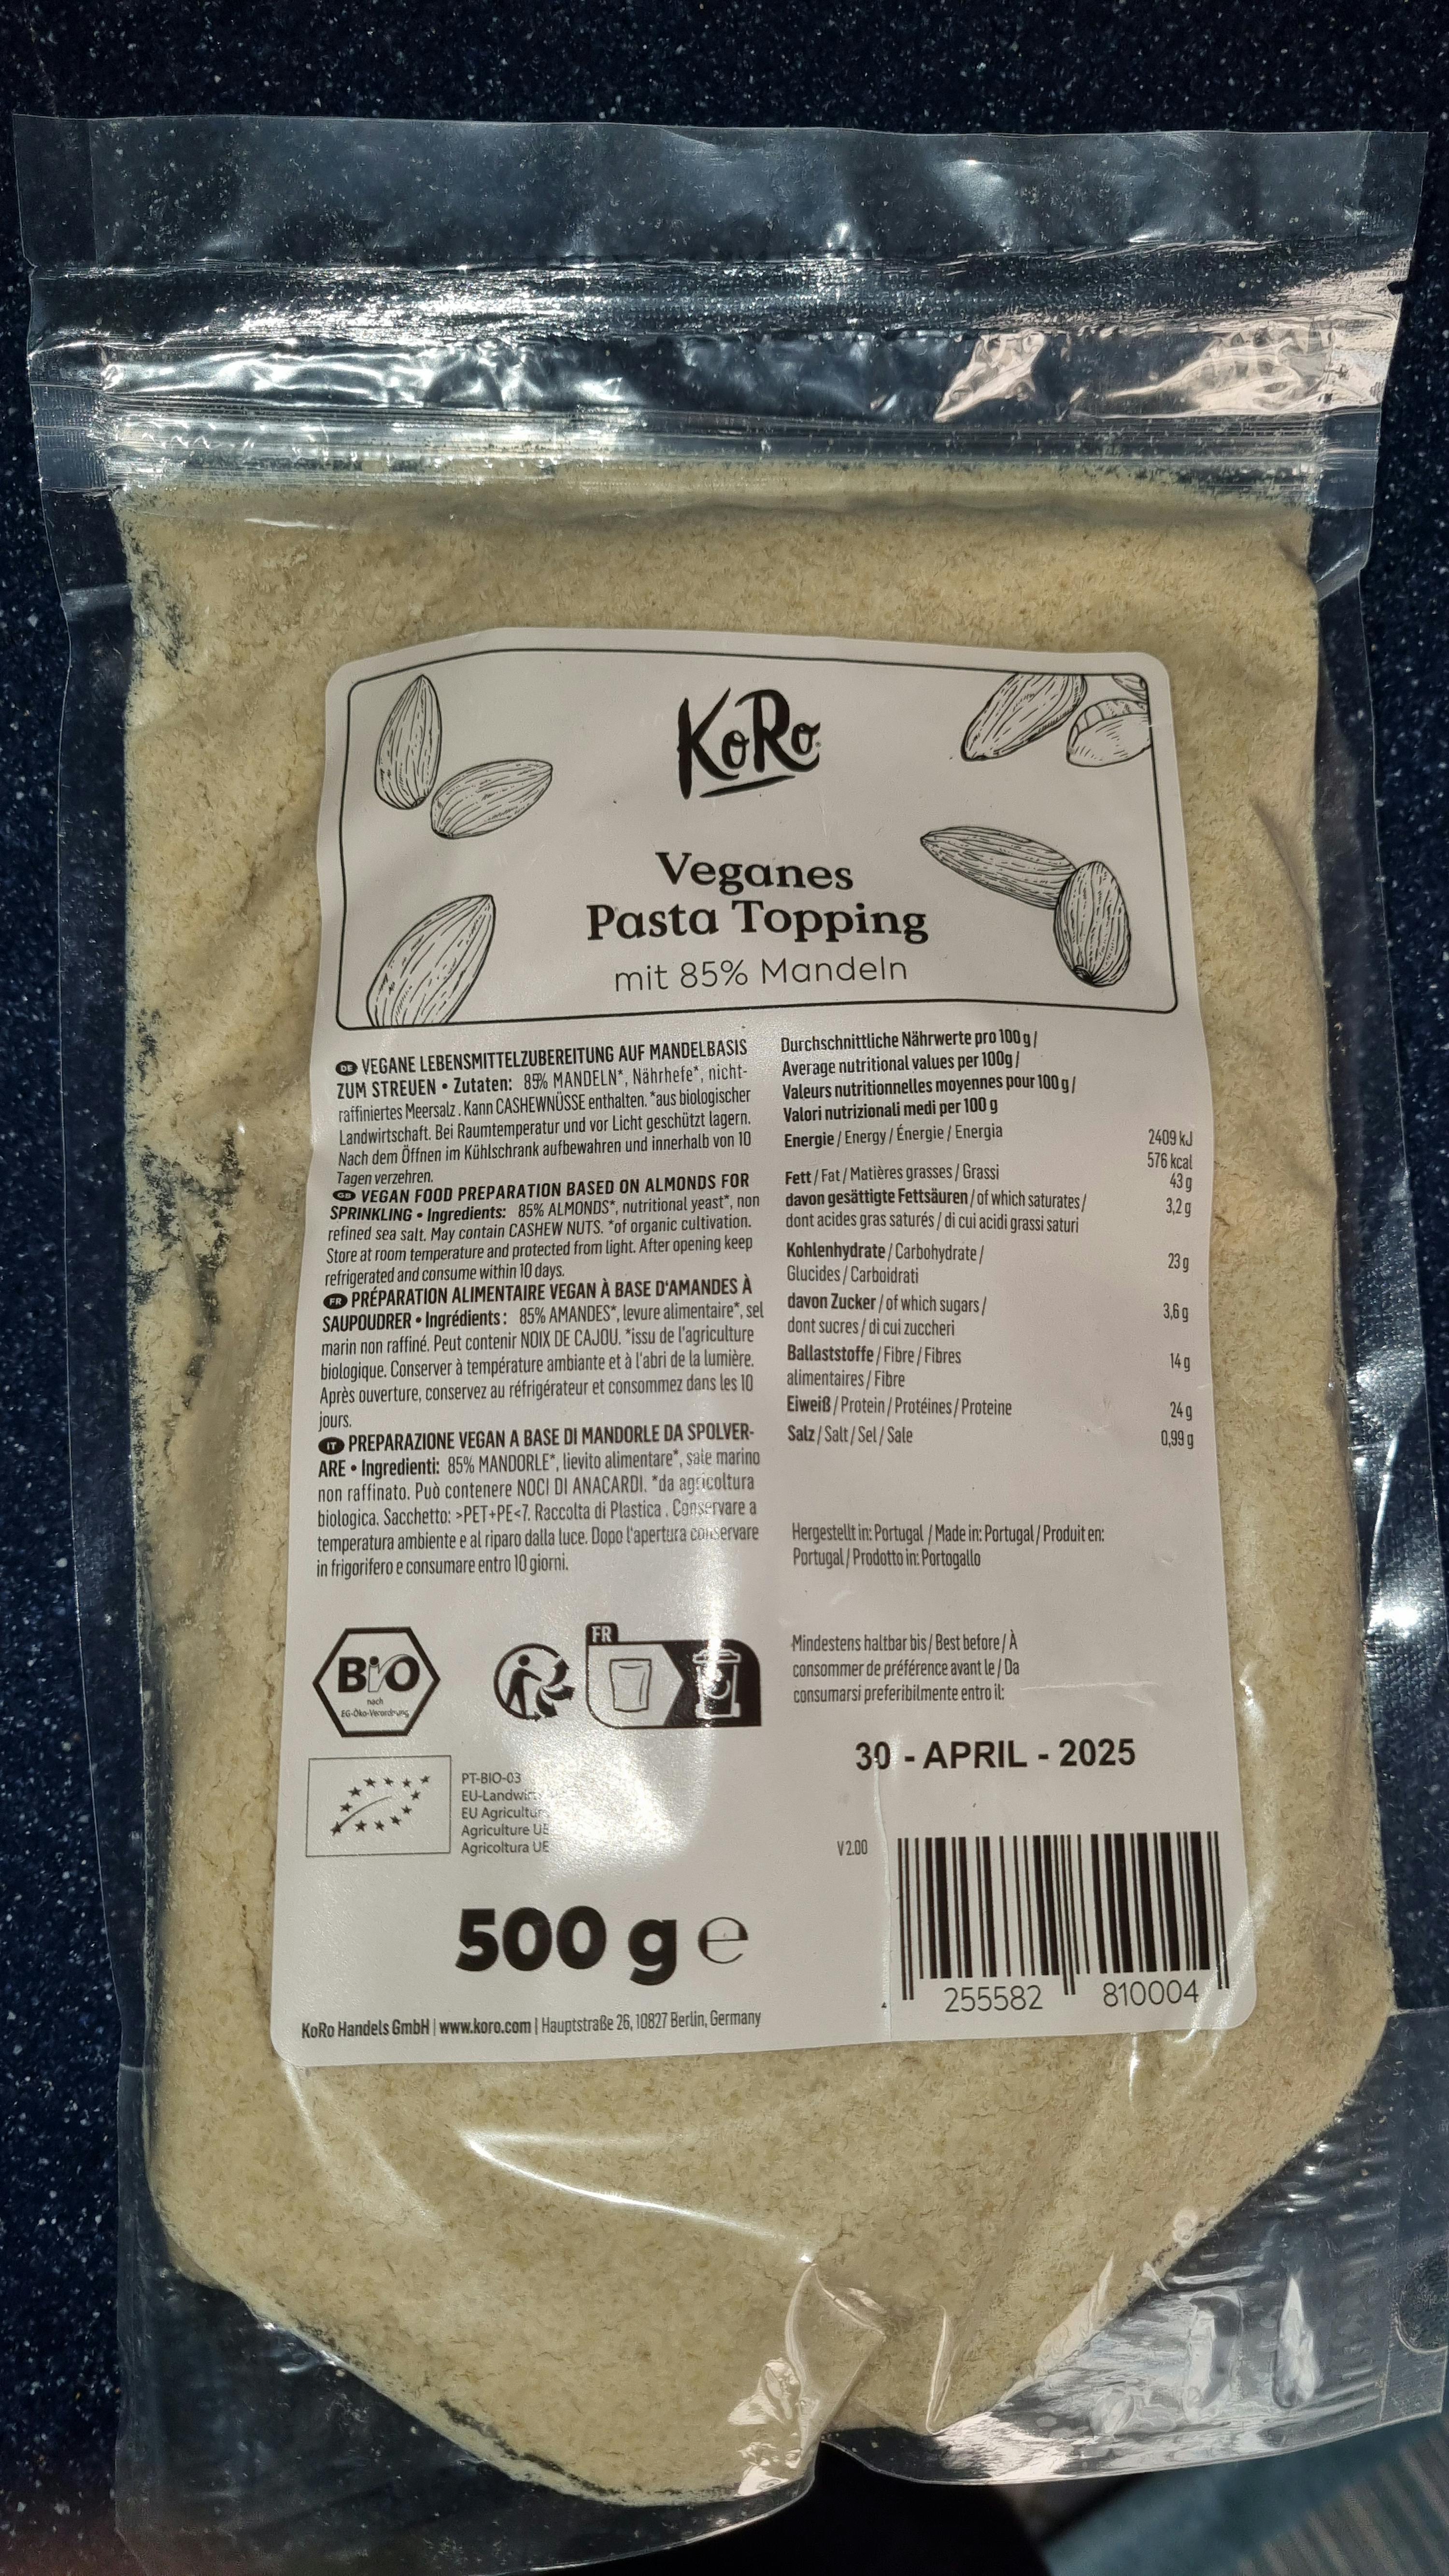 KoRo
Veganes
Pasta Topping
mit 85% Mandeln
DE VEGANE LEBENSMITTELZUBEREITUNG AUF MANDELBASIS
ZUM STREUEN • Zutaten: 85% MANDELN*, Nährhefe*, nicht-
raffiniertes Meersalz. Kann CASHEWNÜSSE enthalten. *aus biologischer
Landwirtschaft. Bei Raumtemperatur und vor Licht geschützt lagern.
Nach dem Öffnen im Kühlschrank aufbewahren und innerhalb von 10
Tagen verzehren.
GB VEGAN FOOD PREPARATION BASED ON ALMONDS FOR
SPRINKLING • Ingredients: 85% ALMONDS*, nutritional yeast*, non
refined sea salt. May contain CASHEW NUTS. *of organic cultivation.
Store at room temperature and protected from light. After opening keep
refrigerated and consume within 10 days.
FR PRÉPARATION ALIMENTAIRE VEGAN À BASE D'AMANDES À
SAUPOUDRER • Ingrédients : 85% AMANDES*, levure alimentaire*, sel
marin non raffiné. Peut contenir NOIX DE CAJOU. *issu de l'agriculture
biologique. Conserver à température ambiante et à l'abri de la lumière.
Après ouverture, conservez au réfrigérateur et consommez dans les 10
jours.
IT PREPARAZIONE VEGAN A BASE DI MANDORLE DA SPOLVER-
ARE • Ingredienti: 85% MANDORLE*, lievito alimentare*, sale marino
non raffinato. Può contenere NOCI DI ANACARDI. *da agricoltura
biologica. Sacchetto: >PET+PE<7. Raccolta di Plastica . Conservare a
temperatura ambiente e al riparo dalla luce. Dopo l'apertura conservare
in frigorifero e consumare entro 10 giorni.
Durchschnittliche Nährwerte pro 100 g /
Average nutritional values per 100g /
Valeurs nutritionnelles moyennes pour 100 g /
Valori nutrizionali medi per 100 g
Energie / Energy / Énergie / Energia 2409 kJ
576 kcal
Fett / Fat / Matières grasses / Grassi 43 g
davon gesättigte Fettsäuren / of which saturates / 3,2 g
dont acides gras saturés / di cui acidi grassi saturi
Kohlenhydrate / Carbohydrate / 23 g
Glucides / Carboidrati
davon Zucker / of which sugars / 3,6 g
dont sucres / di cui zuccheri
Ballaststoffe / Fibre / Fibres 14 g
alimentaires / Fibre
Eiweiß / Protein / Protéines / Proteine 24 g
Salz / Salt / Sel / Sale 0,99 g
Hergestellt in: Portugal / Made in: Portugal / Produit en:
Portugal / Prodotto in: Portogallo
Bio
nach
EG-Öko-Verordnung
FR
Mindestens haltbar bis / Best before / À
consommer de préférence avant le / Da
consumarsi preferibilmente entro il:
30 - APRIL - 2025
PT-BIO-03
EU Agriculture
Agriculture UE
Agricoltura UE
V 2.00
500 g e
255582 810004
KoRo Handels GmbH | www.koro.com | Hauptstraße 26, 10827 Berlin, Germany